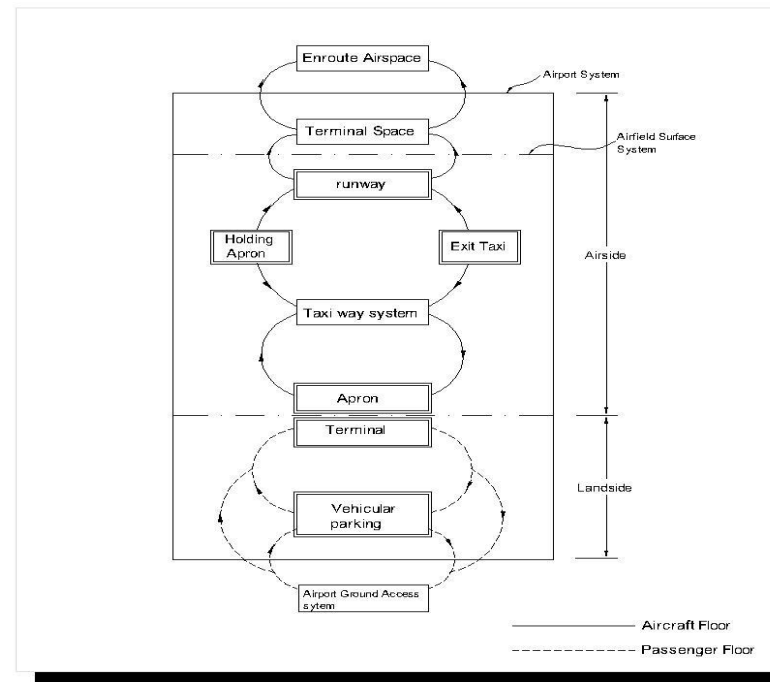 Enroute Airspace
Airport System
Terminal Space
Airfield Surface
System
runway
Holding
Apron
Exit Taxi
Airside
Taxi way system
Apron
Terminal
Landside
Vehicular
parking
Airport Ground Access
sytem
Aircraft Floor
Passenger Floor